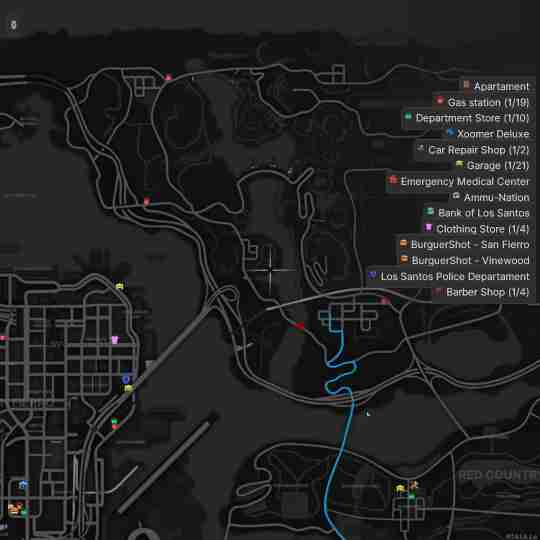 Apartament
Gas station (1/19)
Department Store (1/10)
Xoomer Deluxe
Car Repair Shop (1/2)
Garage (1/21)
Emergency Medical Center
Ammu-Nation
Bank of Los Santos
Clothing Store (1/4)
BurguerShot - San Fierro
BurguerShot - Vinewood
Los Santos Police Departament
Barber Shop (1/4)
RED COUNTR